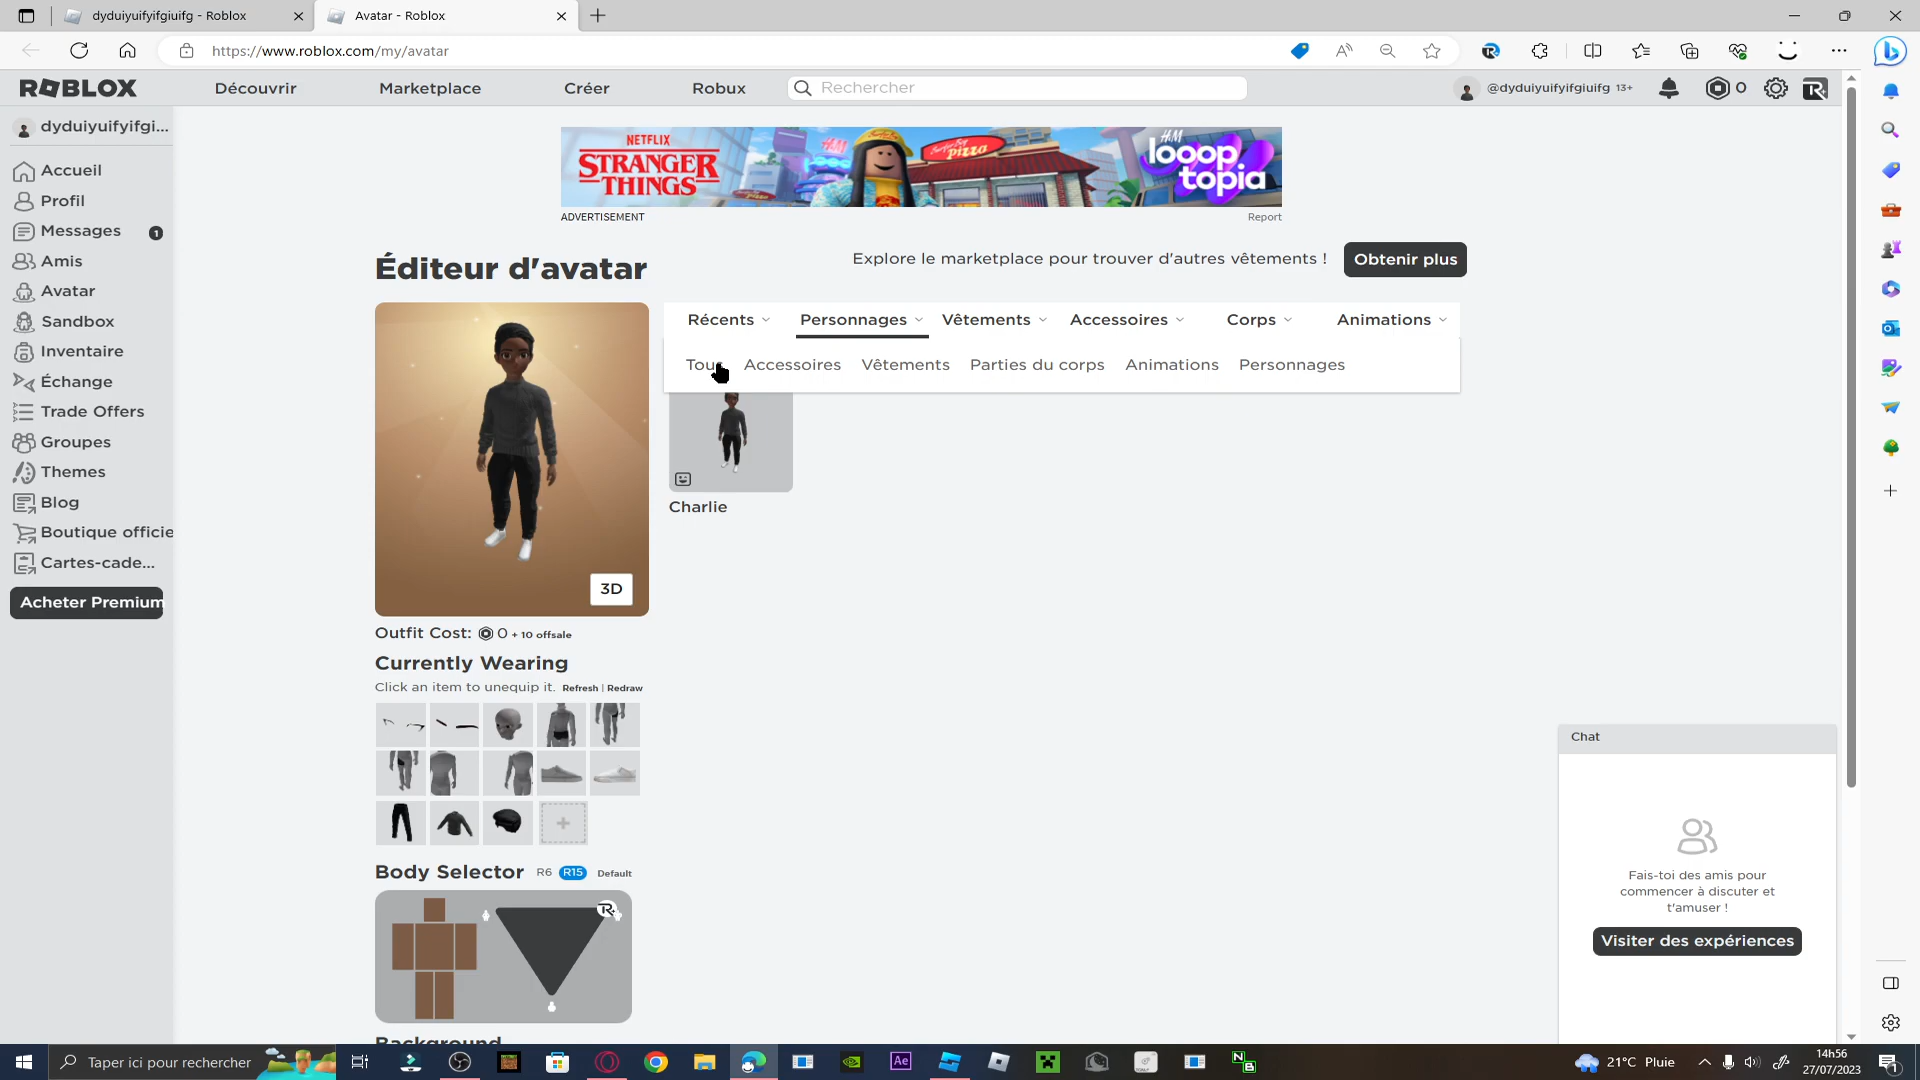 dyduiyuifyifgiuifg - Roblox
Avatar - Roblox
https://www.roblox.com/my/avatar
ROBLOX
Découvrir
Marketplace
Créer
Robux
Rechercher
@dyduiyuifyifgiuifg 13+
0
dyduiyuifyifgi...
Accueil
Profil
Messages 1
Amis
Avatar
Sandbox
Inventaire
Échange
Trade Offers
Groupes
Themes
Blog
Boutique officie
Cartes-cade...
Acheter Premium
NETFLIX
STRANGER
THINGS
H&M
pizza
H&M
looop
topia
ADVERTISEMENT
Report
Éditeur d'avatar
Explore le marketplace pour trouver d'autres vêtements !
Obtenir plus
Récents
Personnages
Vêtements
Accessoires
Corps
Animations
Tous
Accessoires
Vêtements
Parties du corps
Animations
Personnages
Charlie
3D
Outfit Cost: 0 + 10 offsale
Currently Wearing
Click an item to unequip it. Refresh | Redraw
Body Selector R6 R15 Default
Background
Chat
Fais-toi des amis pour
commencer à discuter et
t'amuser !
Visiter des expériences
Taper ici pour rechercher
Ae
21°C Pluie
14h56
27/07/2023
1